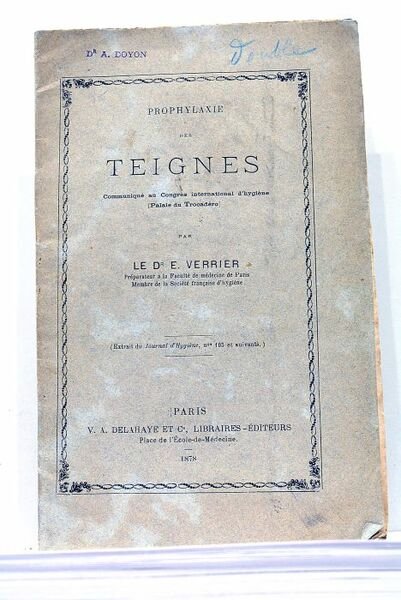 Dr A. DOYON
Double
PROPHYLAXIE
DES
TEIGNES
Communiqué au Congrès international d'hygiène
(Palais du Trocadéro)
PAR
LE Dr E. VERRIER
Préparateur à la Faculté de médecine de Paris
Membre de la Société française d'hygiène
(Extrait du Journal d'Hygiène, nos 105 et suivants.)
PARIS
V. A. DELAHAYE ET Ce, LIBRAIRES-ÉDITEURS
Place de l'École-de-Médecine.
1878